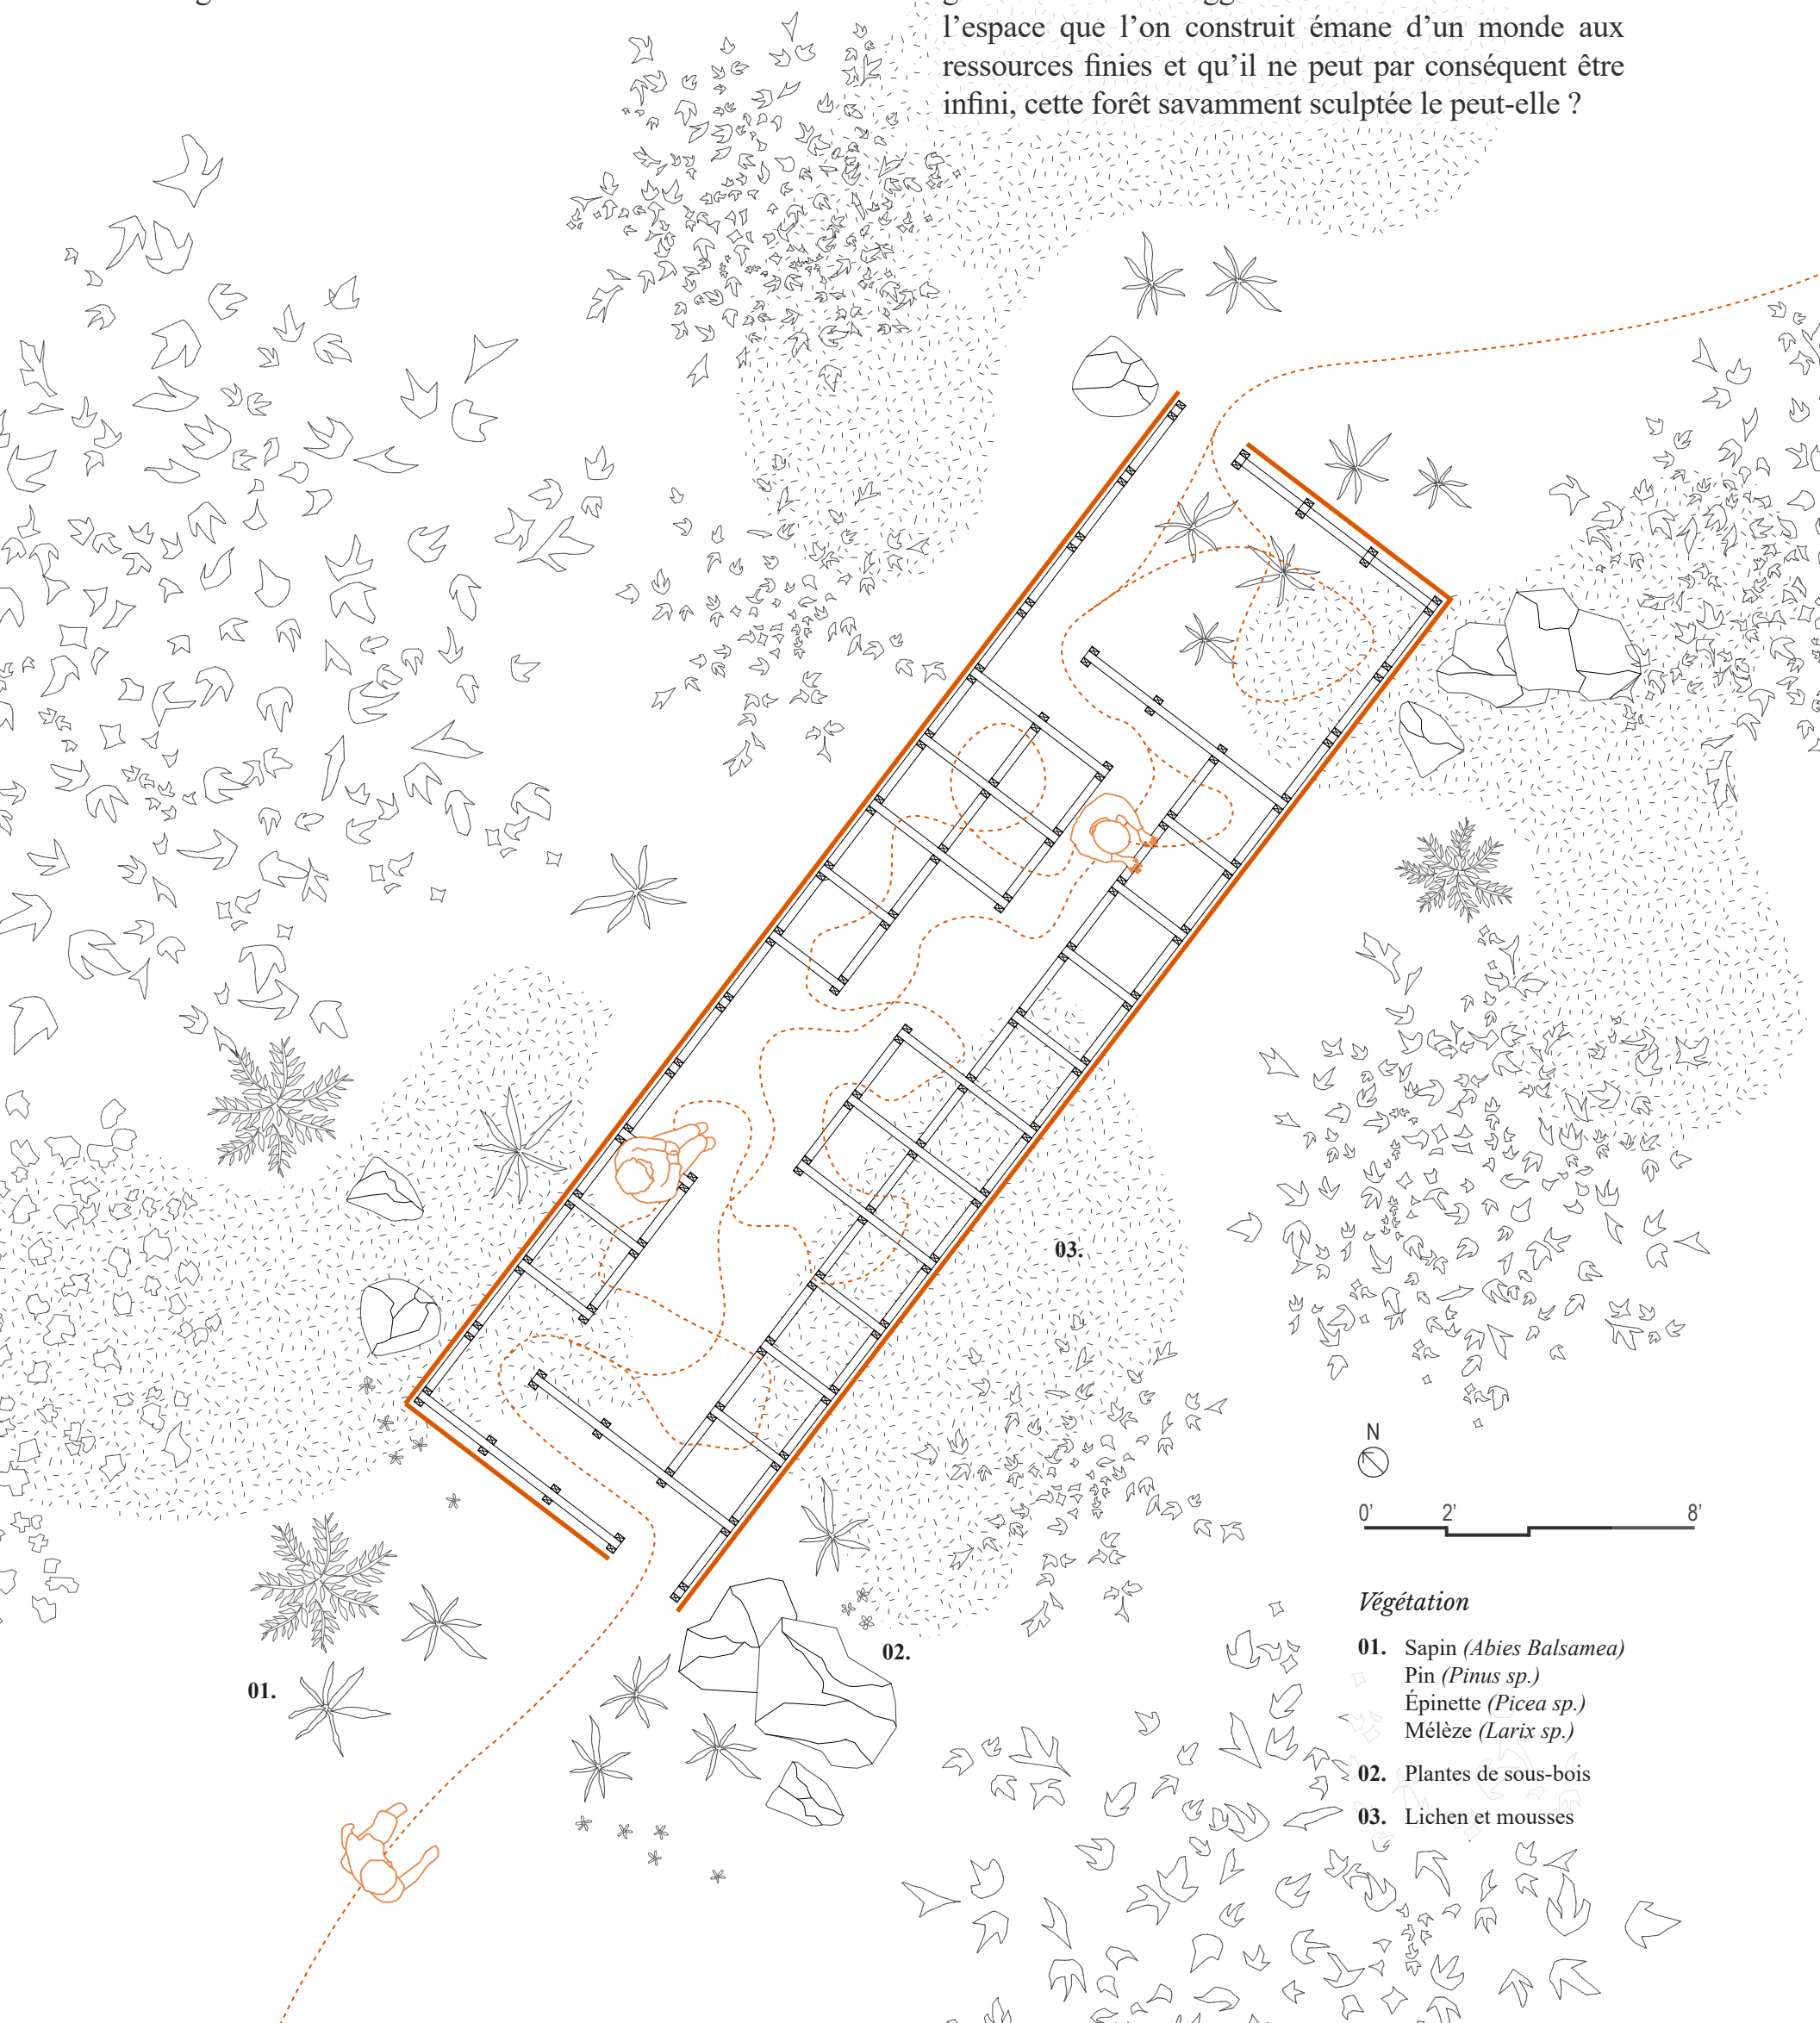 l’espace que l’on construit émane d’un monde aux
ressources finies et qu’il ne peut par conséquent être
infini, cette forêt savamment sculptée le peut-elle ?
03.
N
0’ 2’ 8’
02.
01.
Végétation
01. Sapin (Abies Balsamea)
Pin (Pinus sp.)
Épinette (Picea sp.)
Mélèze (Larix sp.)
02. Plantes de sous-bois
03. Lichen et mousses